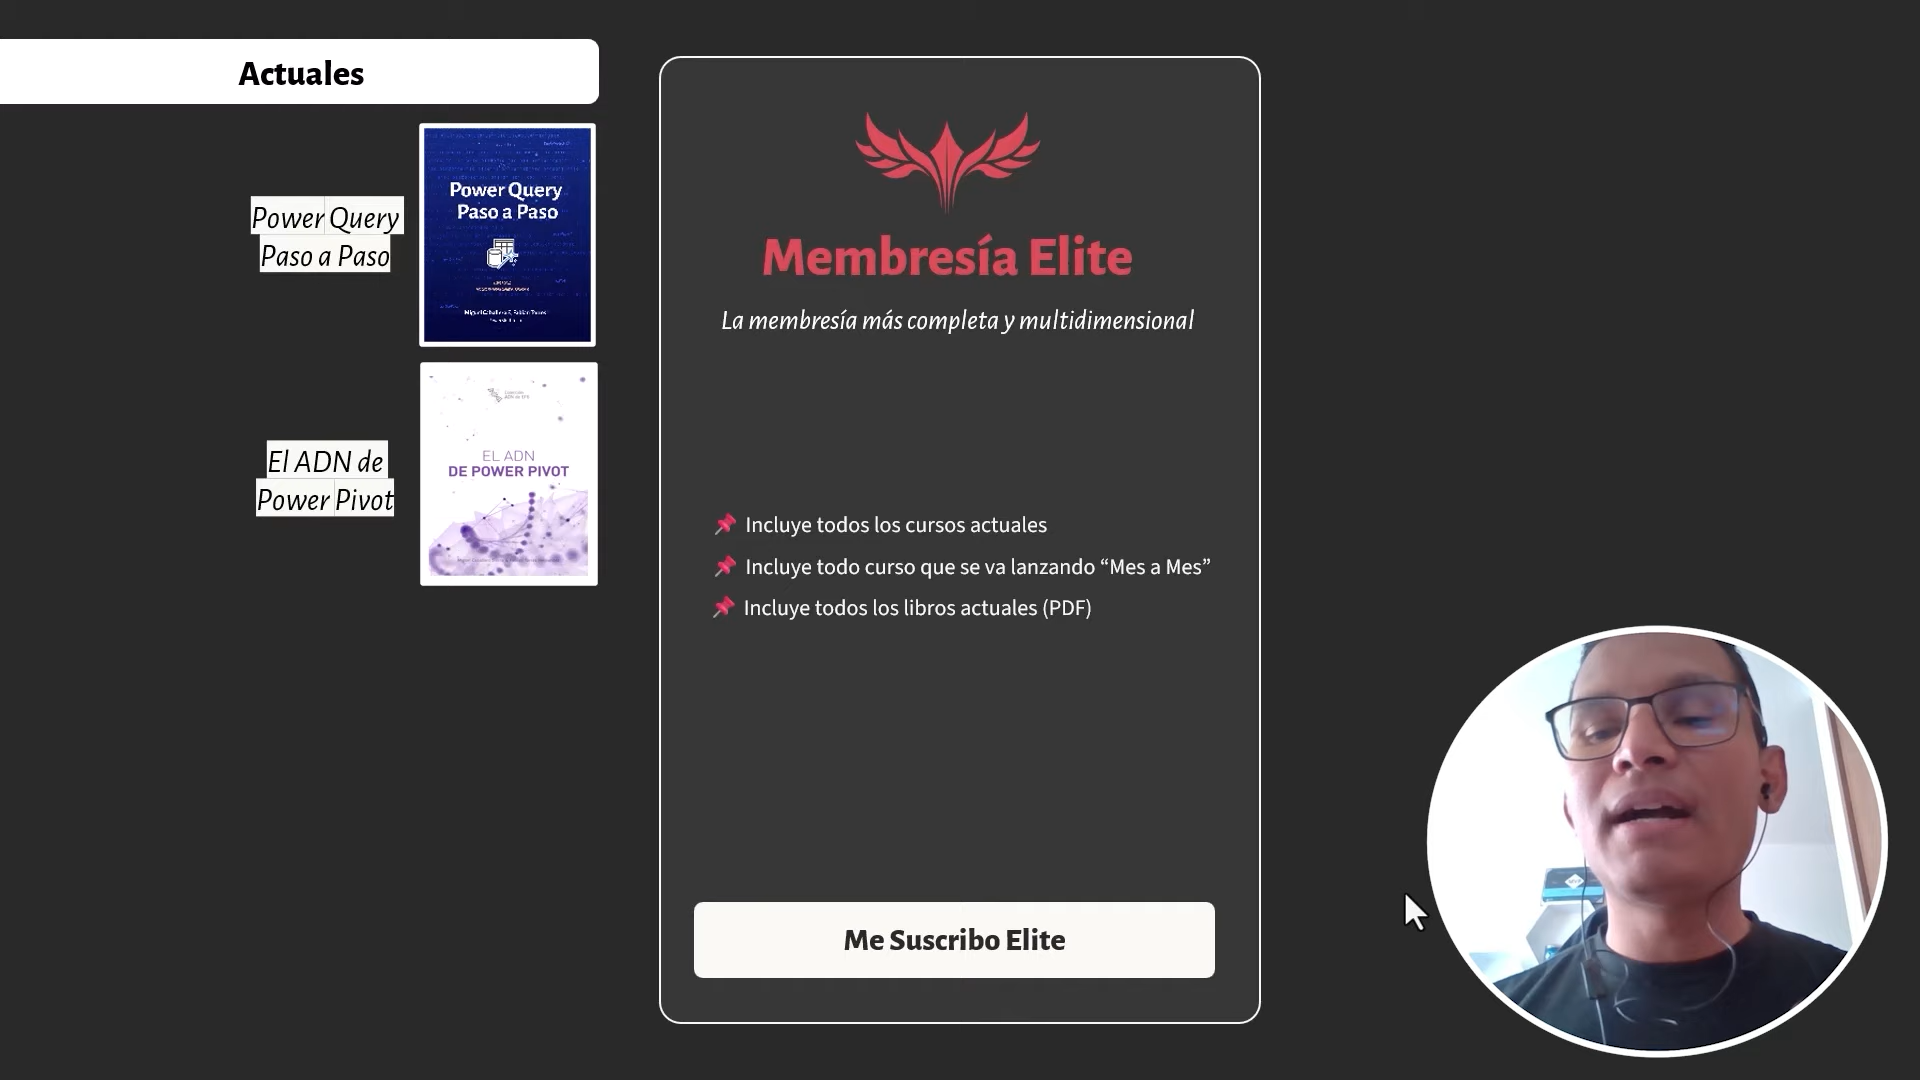 Actuales
Power Query
Paso a Paso
Power Query
Paso a Paso
El ADN de
Power Pivot
EL ADN
DE POWER PIVOT
Membresía Elite
La membresía más completa y multidimensional
Incluye todos los cursos actuales
Incluye todo curso que se va lanzando “Mes a Mes”
Incluye todos los libros actuales (PDF)
Me Suscribo Elite